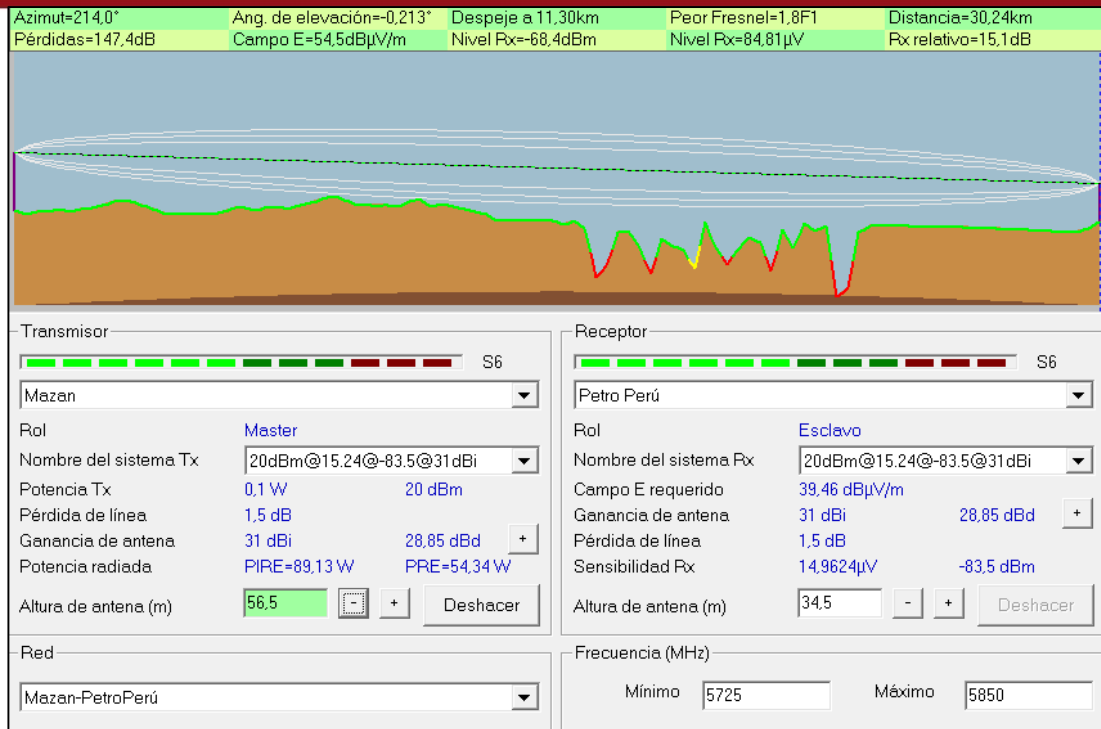 Azimut=214,0° Ang. de elevación=-0,213° Despeje a 11,30km Peor Fresnel=1,8F1 Distancia=30,24km
Pérdidas=147,4dB Campo E=54,5dBµV/m Nivel Rx=-68,4dBm Nivel Rx=84,81µV Rx relativo=15,1dB
Transmisor
S6
Mazan
Rol Master
Nombre del sistema Tx 20dBm@15.24@-83.5@31dBi
Potencia Tx 0,1 W 20 dBm
Pérdida de línea 1,5 dB
Ganancia de antena 31 dBi 28,85 dBd +
Potencia radiada PIRE=89,13 W PRE=54,34 W
Altura de antena (m) 56,5 - + Deshacer
Receptor
S6
Petro Perú
Rol Esclavo
Nombre del sistema Rx 20dBm@15.24@-83.5@31dBi
Campo E requerido 39,46 dBµV/m
Ganancia de antena 31 dBi 28,85 dBd +
Pérdida de línea 1,5 dB
Sensibilidad Rx 14,9624µV -83,5 dBm
Altura de antena (m) 34,5 - + Deshacer
Red
Mazan-PetroPerú
Frecuencia (MHz)
Mínimo 5725 Máximo 5850